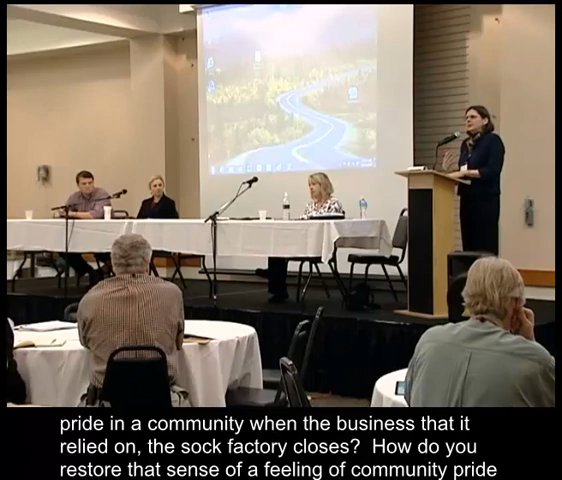 pride in a community when the business that it
relied on, the sock factory closes?  How do you
restore that sense of a feeling of community pride